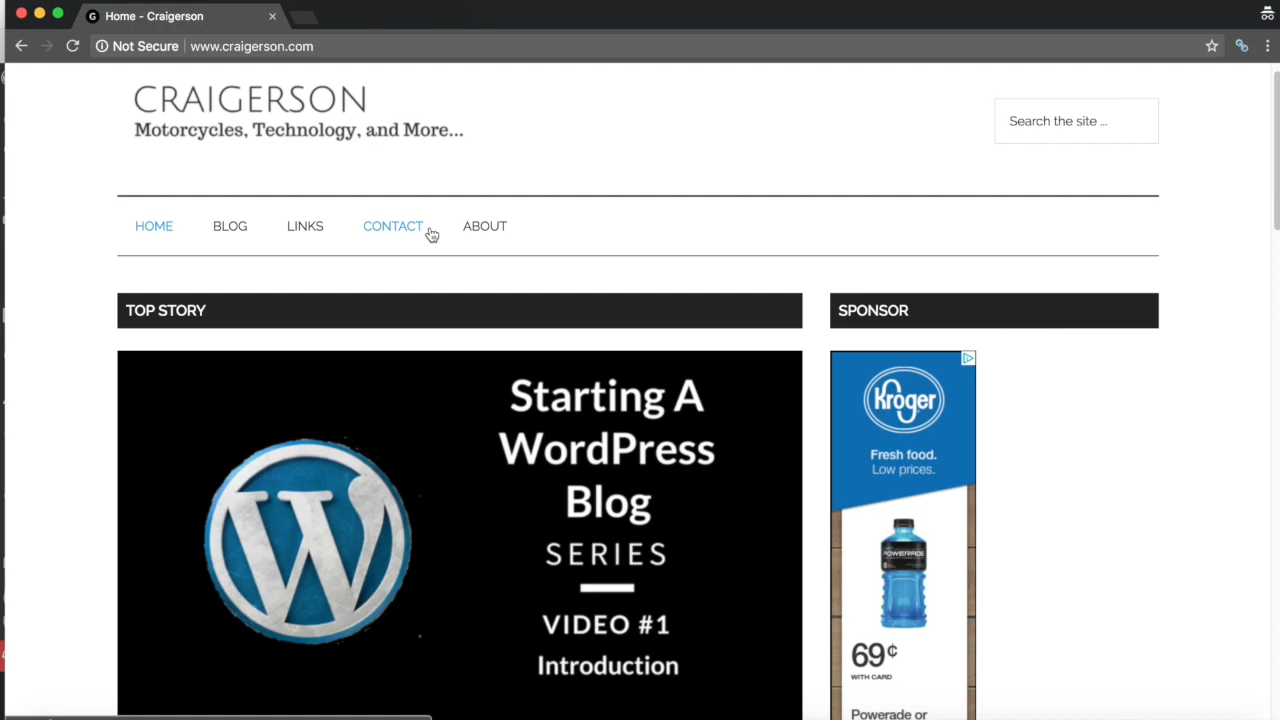 Home - Craigerson
Not Secure www.craigerson.com
CRAIGERSON
Motorcycles, Technology, and More...
Search the site ...
HOME BLOG LINKS CONTACT ABOUT
TOP STORY
SPONSOR
Starting A
WordPress
Blog
SERIES
VIDEO #1
Introduction
Kroger
Fresh food.
Low prices.
POWERADE
69¢
WITH CARD
Powerade or